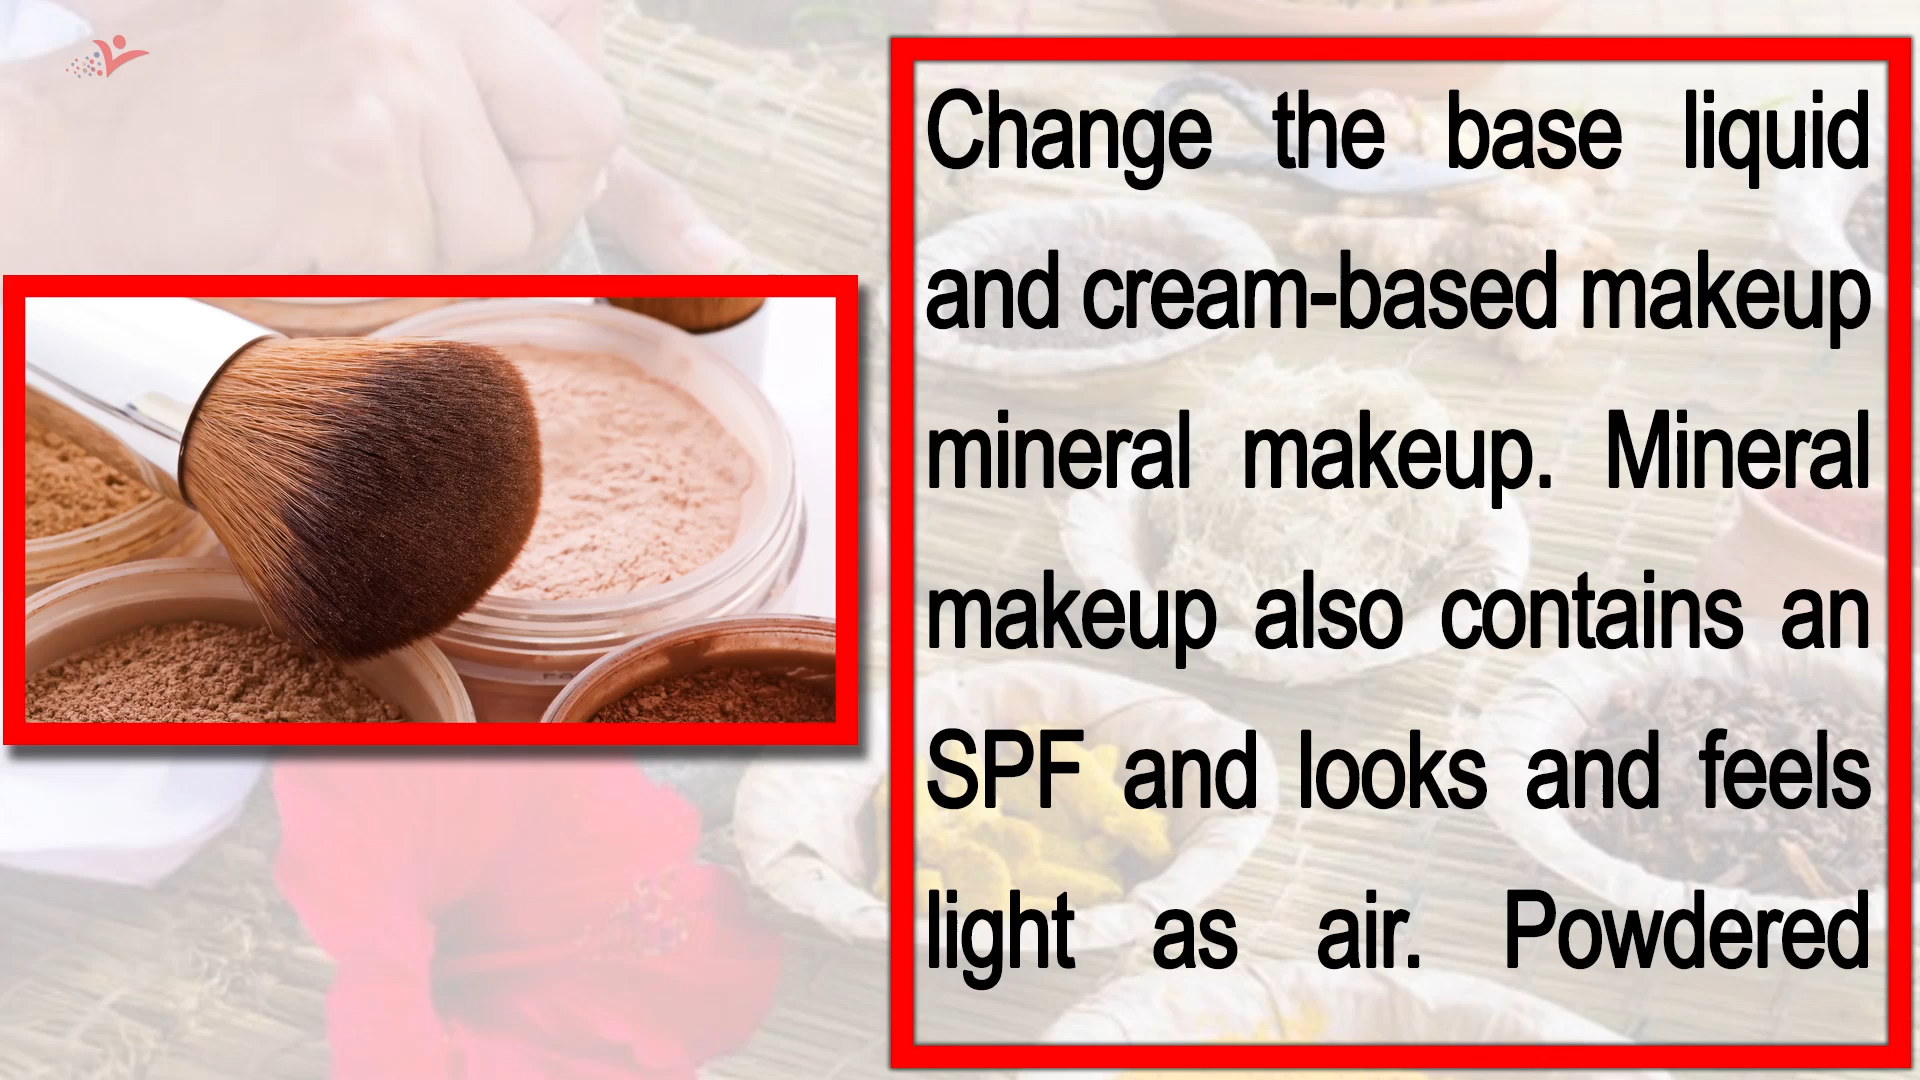 Change the base liquid
and cream-based makeup
mineral makeup. Mineral
makeup also contains an
SPF and looks and feels
light as air. Powdered